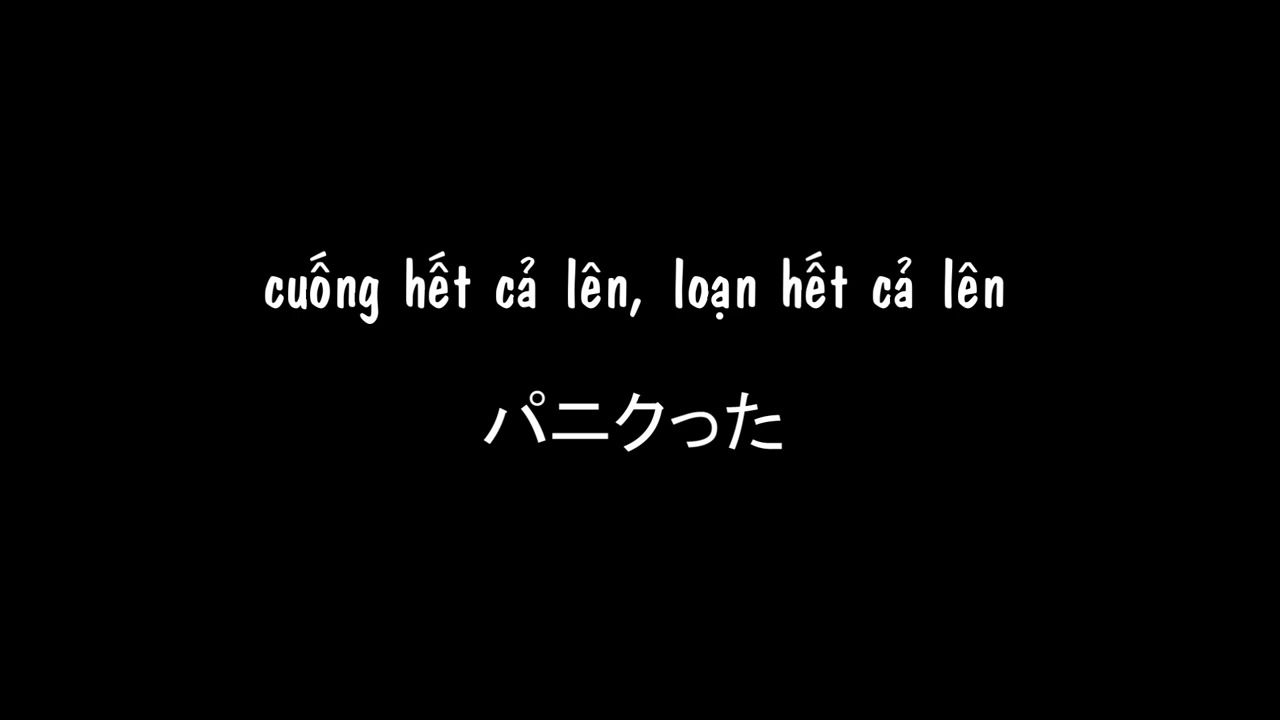 cuống hết cả lên, loạn hết cả lên
パニクった